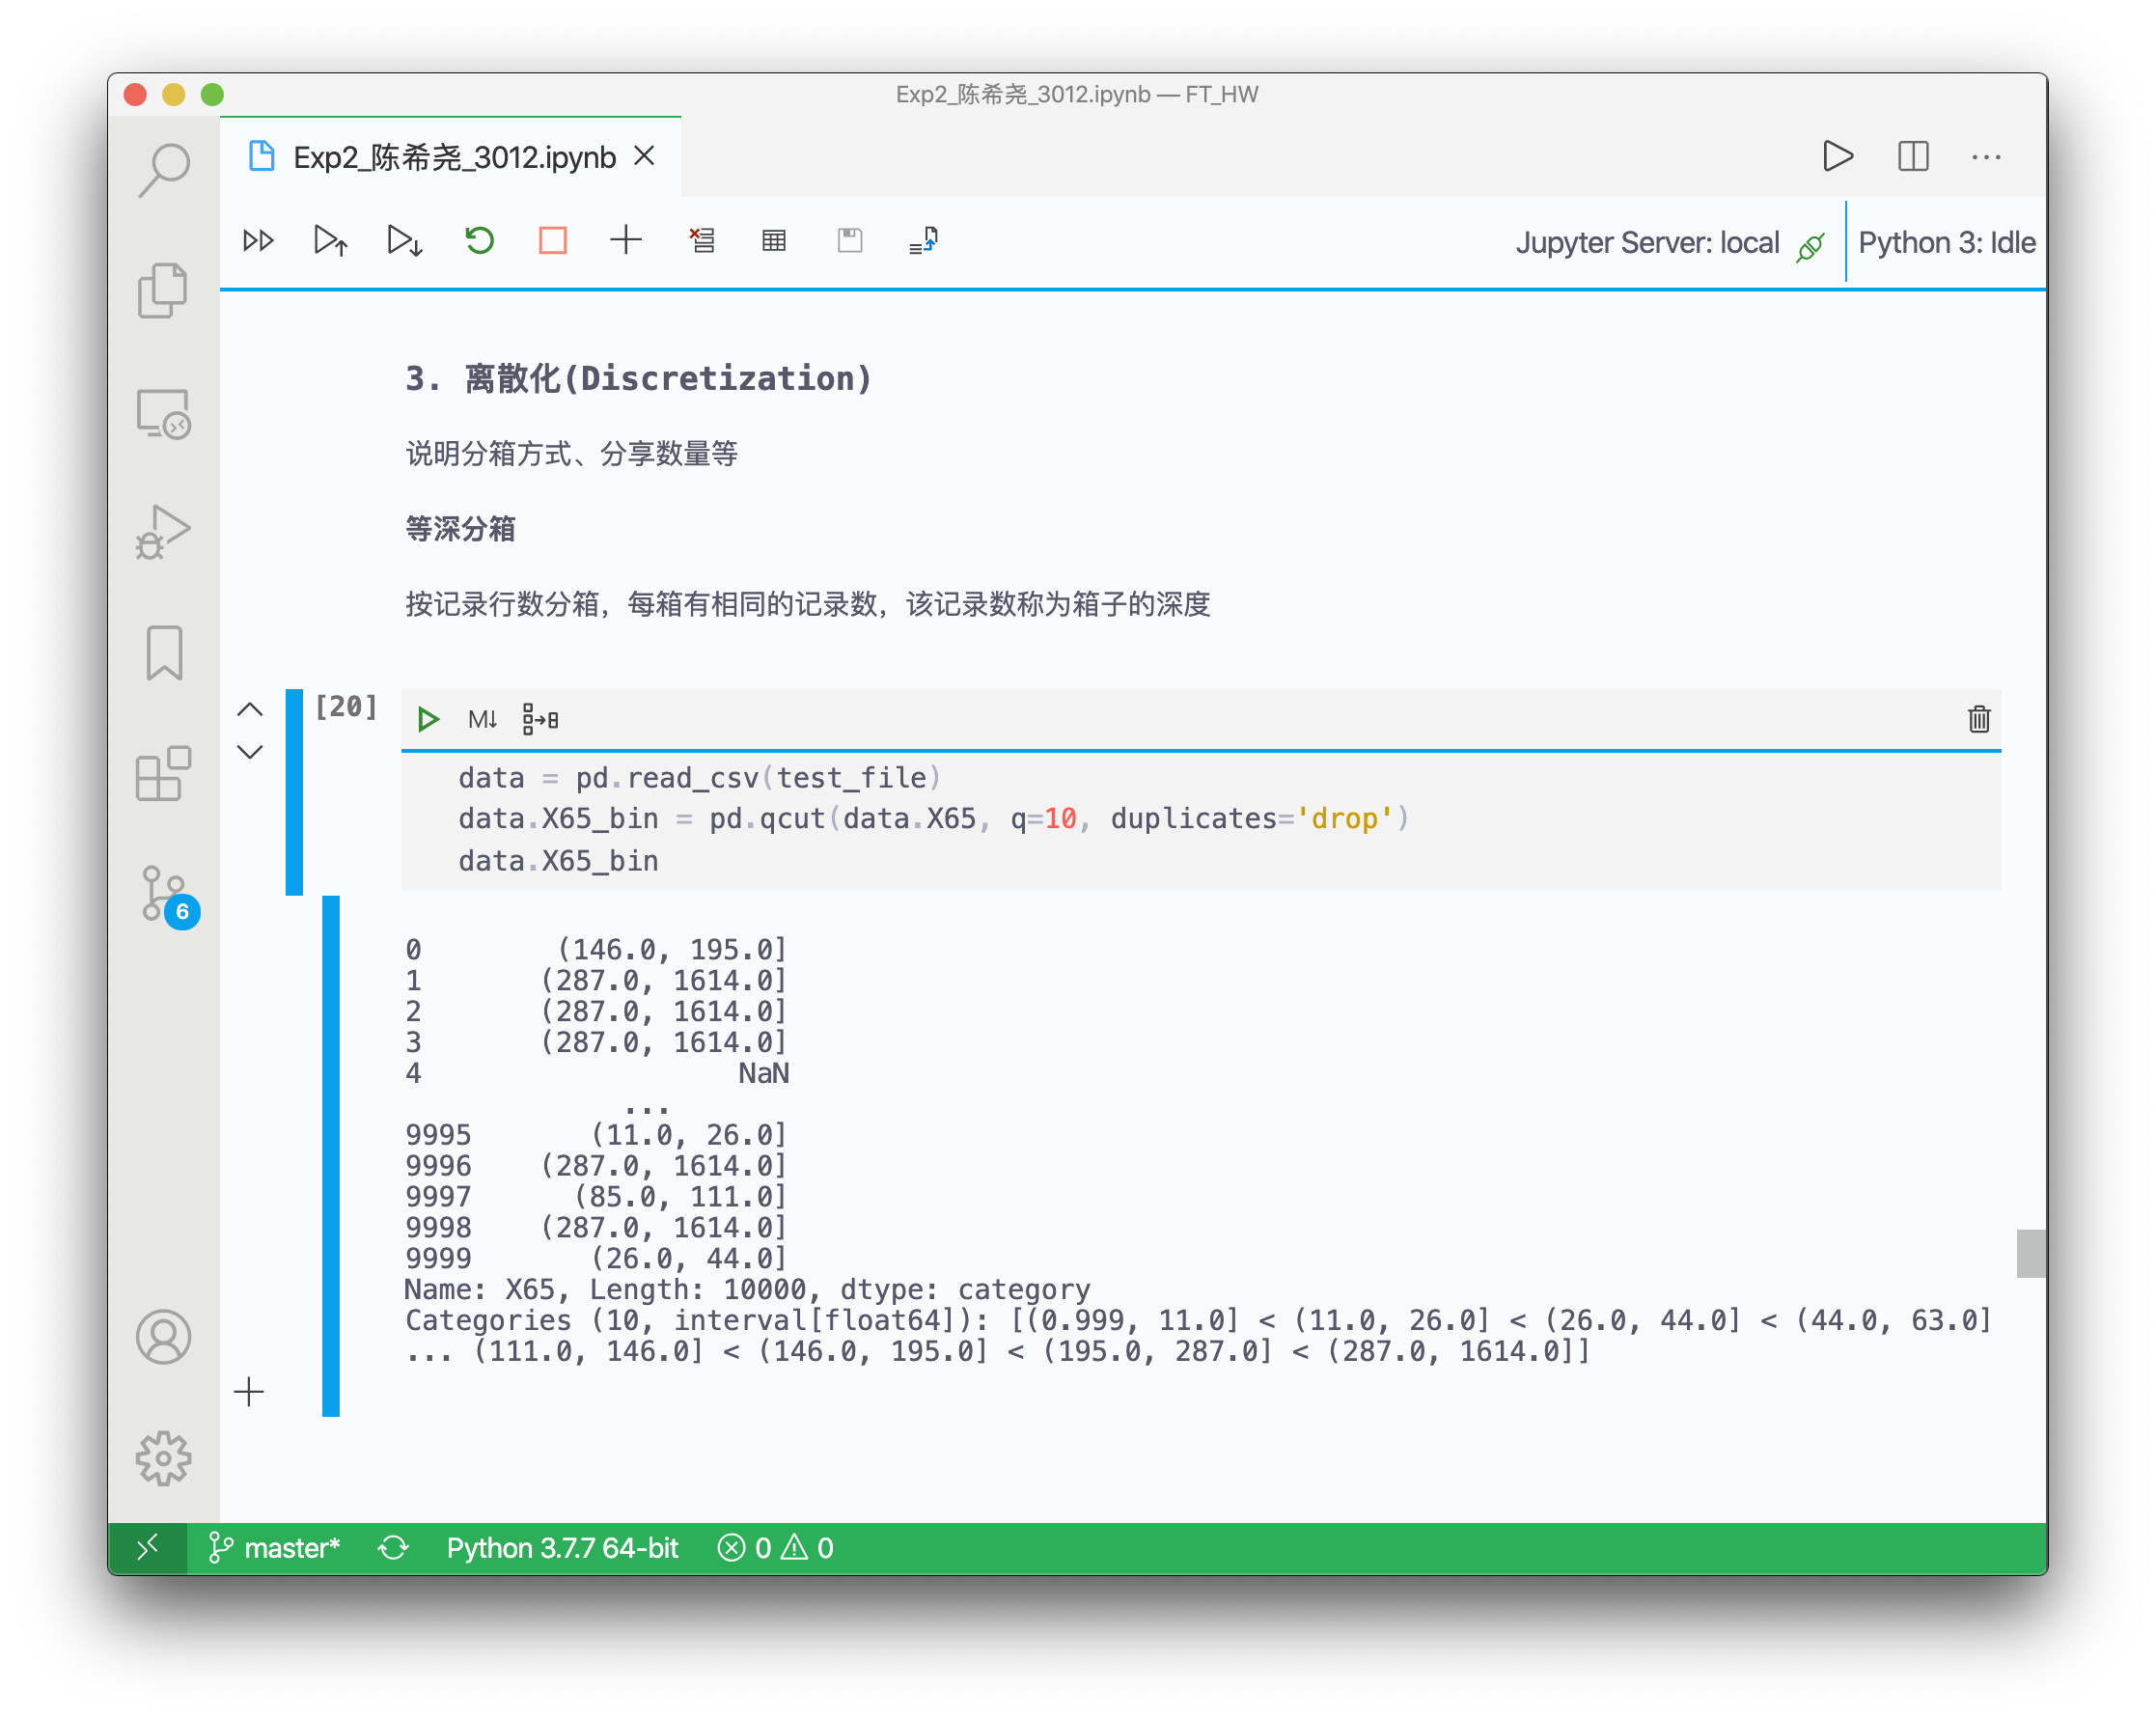 Exp2_陈希尧_3012.ipynb — FT_HW
Exp2_陈希尧_3012.ipynb
Jupyter Server: local
Python 3: Idle
3. 离散化(Discretization)
说明分箱方式、分享数量等
等深分箱
按记录行数分箱，每箱有相同的记录数，该记录数称为箱子的深度
[20]
M↓
data = pd.read_csv(test_file)
data.X65_bin = pd.qcut(data.X65, q=10, duplicates='drop')
data.X65_bin
6
0        (146.0, 195.0]
1       (287.0, 1614.0]
2       (287.0, 1614.0]
3       (287.0, 1614.0]
4                   NaN
...
9995       (11.0, 26.0]
9996    (287.0, 1614.0]
9997      (85.0, 111.0]
9998    (287.0, 1614.0]
9999       (26.0, 44.0]
Name: X65, Length: 10000, dtype: category
Categories (10, interval[float64]): [(0.999, 11.0] < (11.0, 26.0] < (26.0, 44.0] < (44.0, 63.0]
... (111.0, 146.0] < (146.0, 195.0] < (195.0, 287.0] < (287.0, 1614.0]]
master*
Python 3.7.7 64-bit
0
0